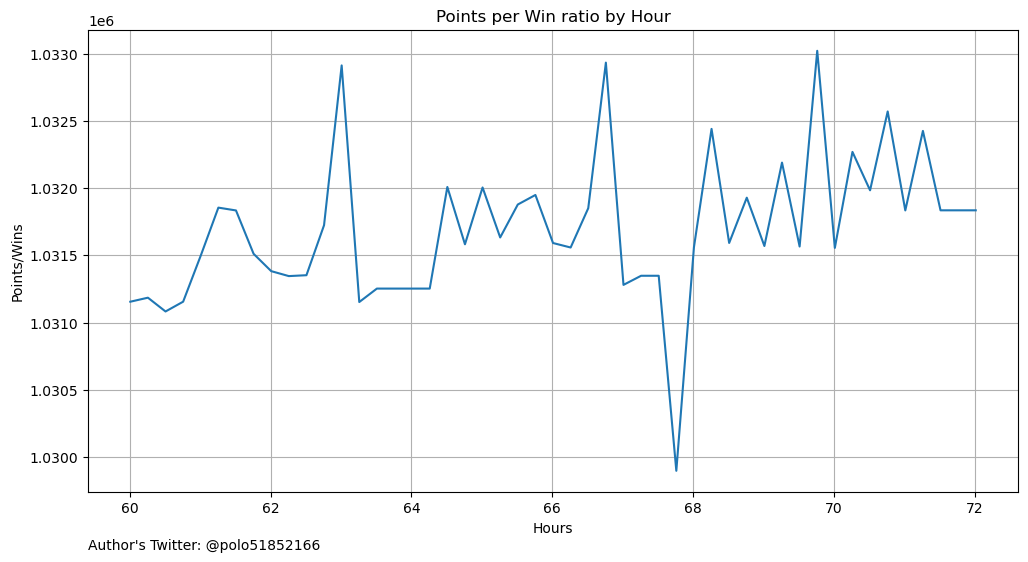 Points per Win ratio by Hour
1e6
1.0330
1.0325
1.0320
1.0315
1.0310
1.0305
1.0300
Points/Wins
60 62 64 66 68 70 72
Hours
Author's Twitter: @polo51852166